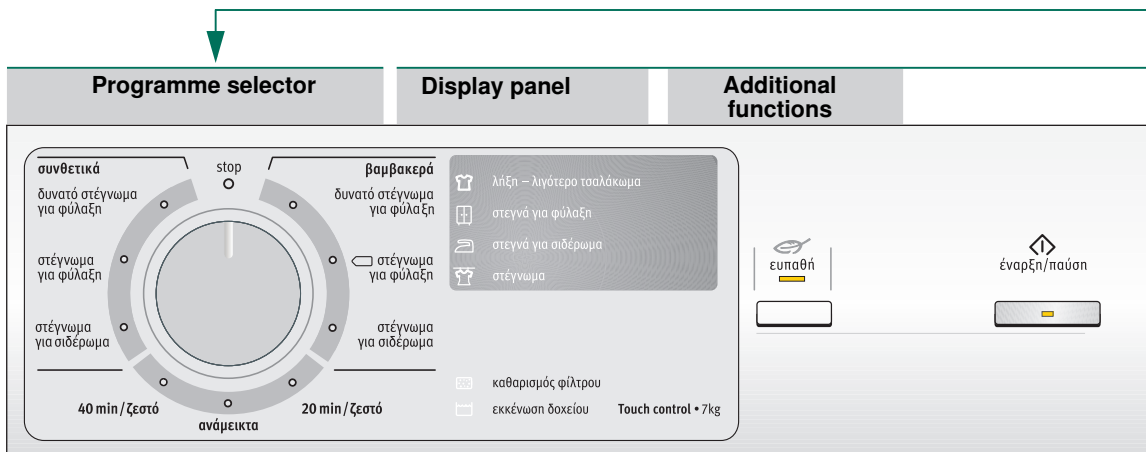 Programme selector
Display panel
Additional
functions
συνθετικά
stop
βαμβακερά
δυνατό στέγνωμα
για φύλαξη
δυνατό στέγνωμα
για φύλαξη
στέγνωμα
για φύλαξη
στέγνωμα
για φύλαξη
στέγνωμα
για σιδέρωμα
στέγνωμα
για σιδέρωμα
40 min / ζεστό
ανάμεικτα
20 min / ζεστό
λήξη – λιγότερο τσαλάκωμα
στεγνά για φύλαξη
στεγνά για σιδέρωμα
στέγνωμα
καθαρισμός φίλτρου
εκκένωση δοχείου
Touch control • 7kg
ευπαθή
έναρξη/παύση